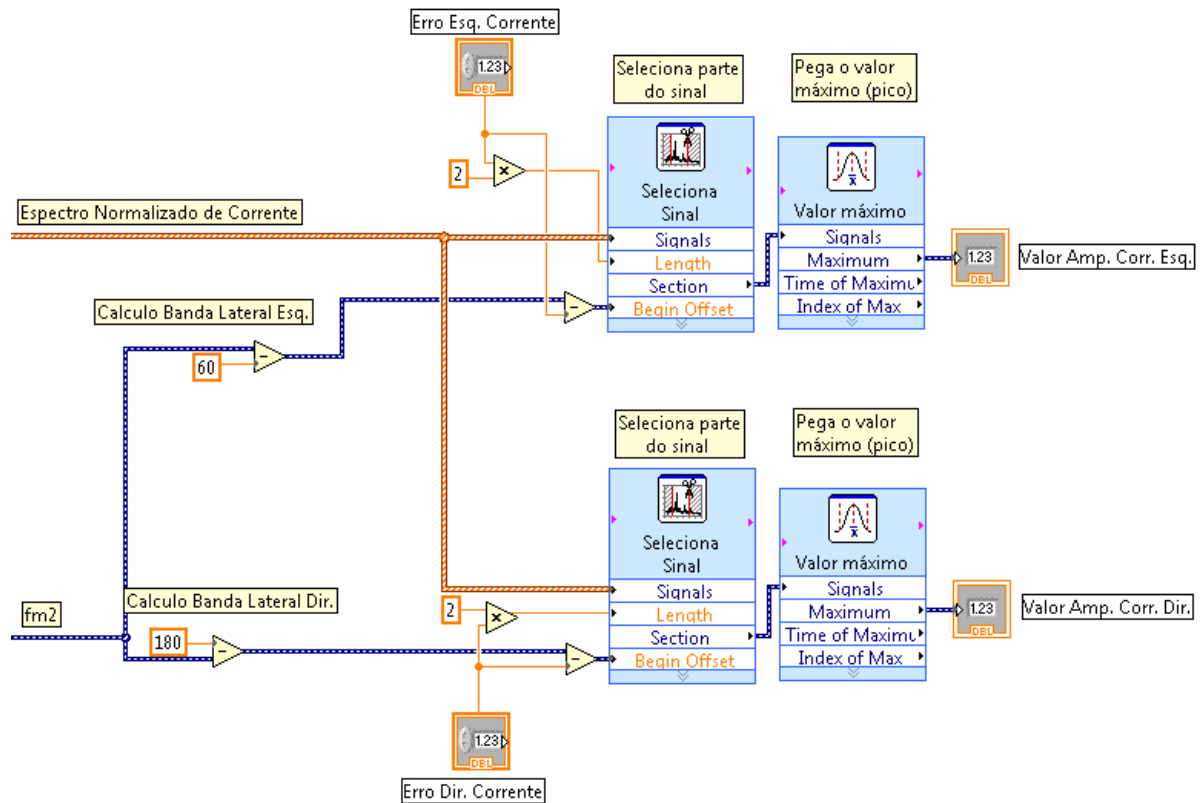 Erro Esq. Corrente
1.23
DBL
Seleciona parte
do sinal
Pega o valor
máximo (pico)
2
×
Seleciona
Sinal
Signals
Length
Section
Begin Offset
x
Valor máximo
Signals
Maximum
Time of Maximu
Index of Max
1.23
DBL
Valor Amp. Corr. Esq.
Espectro Normalizado de Corrente
Calculo Banda Lateral Esq.
60
-
-
Seleciona parte
do sinal
Pega o valor
máximo (pico)
Seleciona
Sinal
Signals
Length
Section
Begin Offset
x
Valor máximo
Signals
Maximum
Time of Maximu
Index of Max
1.23
DBL
Valor Amp. Corr. Dir.
fm2
Calculo Banda Lateral Dir.
2
×
180
-
-
1.23
DBL
Erro Dir. Corrente